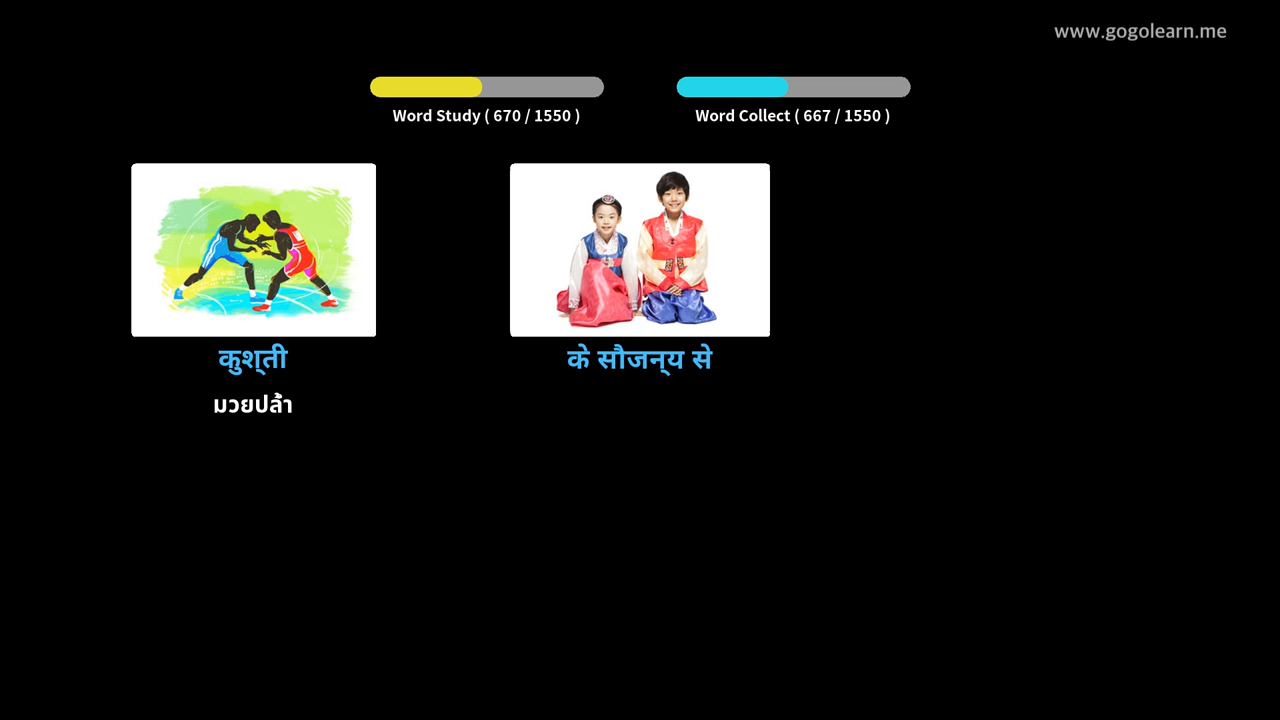 www.gogolearn.me
Word Study ( 670 / 1550 )
Word Collect ( 667 / 1550 )
कुश्ती
के सौजन्य से
มวยปล้ำ